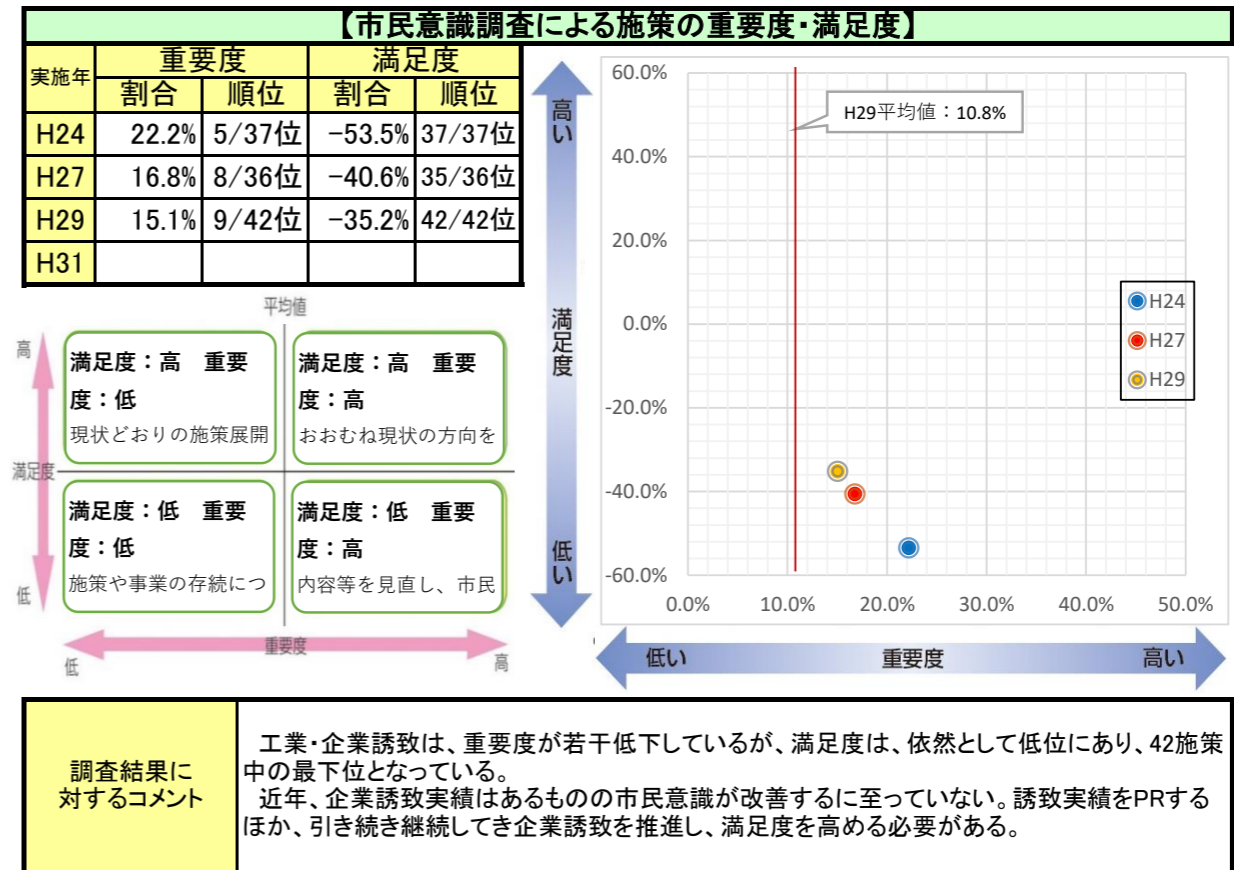 【市民意識調査による施策の重要度・満足度】
実施年 重要度 満足度
割合 順位 割合 順位
H24 22.2% 5/37位 -53.5% 37/37位
H27 16.8% 8/36位 -40.6% 35/36位
H29 15.1% 9/42位 -35.2% 42/42位
H31
平均値
高
満足度
低
満足度：高 重要
度：低
現状どおりの施策展開
満足度：高 重要
度：高
おおむね現状の方向を
満足度：低 重要
度：低
施策や事業の存続につ
満足度：低 重要
度：高
内容等を見直し、市民
低
重要度
高
高い
満足度
低い
60.0%
40.0%
20.0%
0.0%
-20.0%
-40.0%
-60.0%
H29平均値：10.8%
H24
H27
H29
0.0% 10.0% 20.0% 30.0% 40.0% 50.0%
低い 重要度 高い
調査結果に
対するコメント
工業・企業誘致は、重要度が若干低下しているが、満足度は、依然として低位にあり、42施策
中の最下位となっている。
近年、企業誘致実績はあるものの市民意識が改善するに至っていない。誘致実績をPRする
ほか、引き続き継続してき企業誘致を推進し、満足度を高める必要がある。